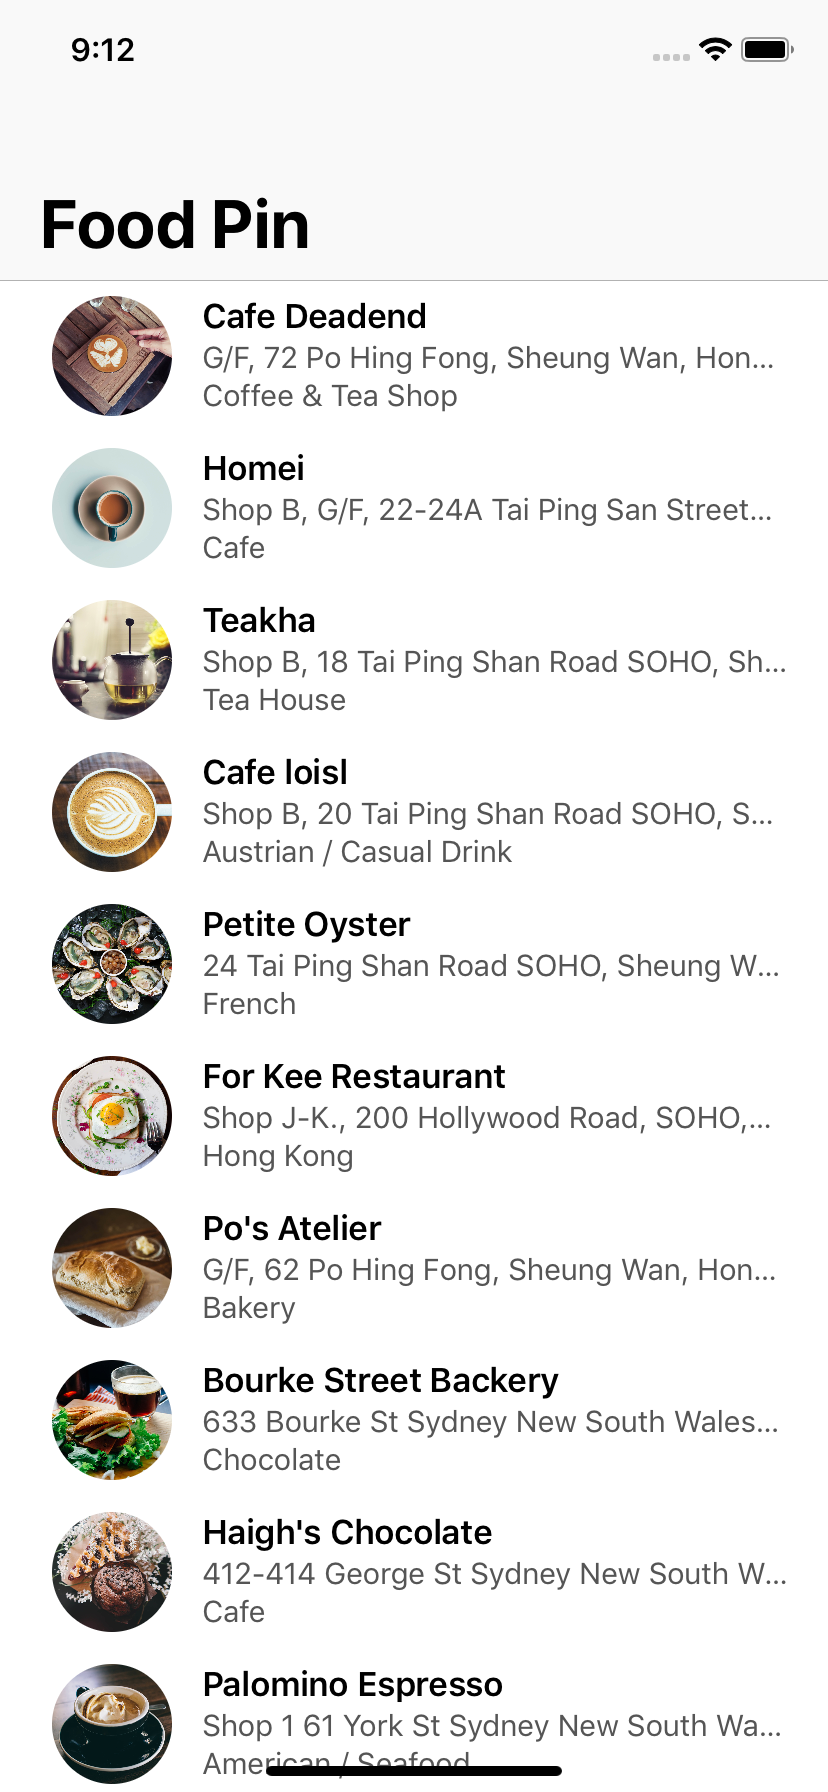 9:12
Food Pin
Cafe Deadend
G/F, 72 Po Hing Fong, Sheung Wan, Hon...
Coffee & Tea Shop
Homei
Shop B, G/F, 22-24A Tai Ping San Street...
Cafe
Teakha
Shop B, 18 Tai Ping Shan Road SOHO, Sh...
Tea House
Cafe loisl
Shop B, 20 Tai Ping Shan Road SOHO, S...
Austrian / Casual Drink
Petite Oyster
24 Tai Ping Shan Road SOHO, Sheung W...
French
For Kee Restaurant
Shop J-K., 200 Hollywood Road, SOHO,...
Hong Kong
Po's Atelier
G/F, 62 Po Hing Fong, Sheung Wan, Hon...
Bakery
Bourke Street Backery
633 Bourke St Sydney New South Wales...
Chocolate
Haigh's Chocolate
412-414 George St Sydney New South W...
Cafe
Palomino Espresso
Shop 1 61 York St Sydney New South Wa...
American / Seafood